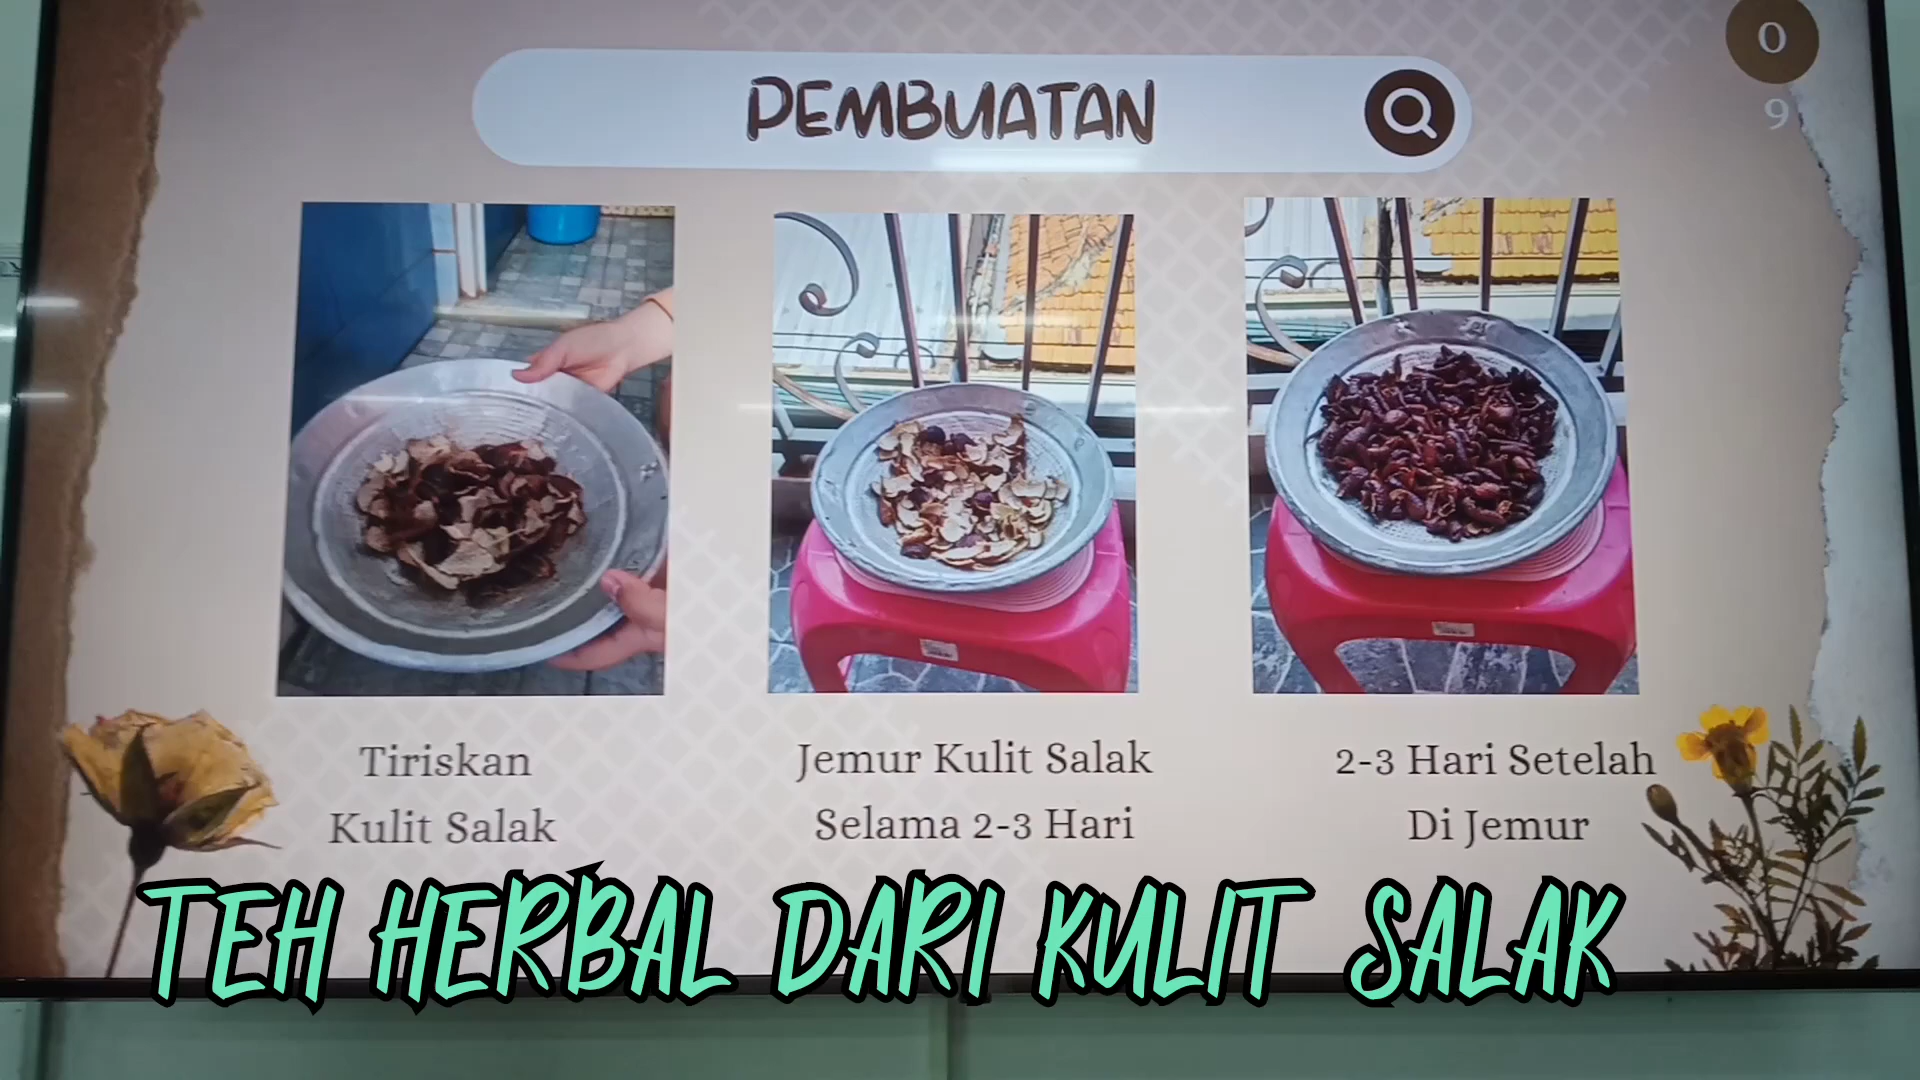 PEMBUATAN
0
9
Tiriskan
Kulit Salak
Jemur Kulit Salak
Selama 2-3 Hari
2-3 Hari Setelah
Di Jemur
TEH HERBAL DARI KULIT SALAK